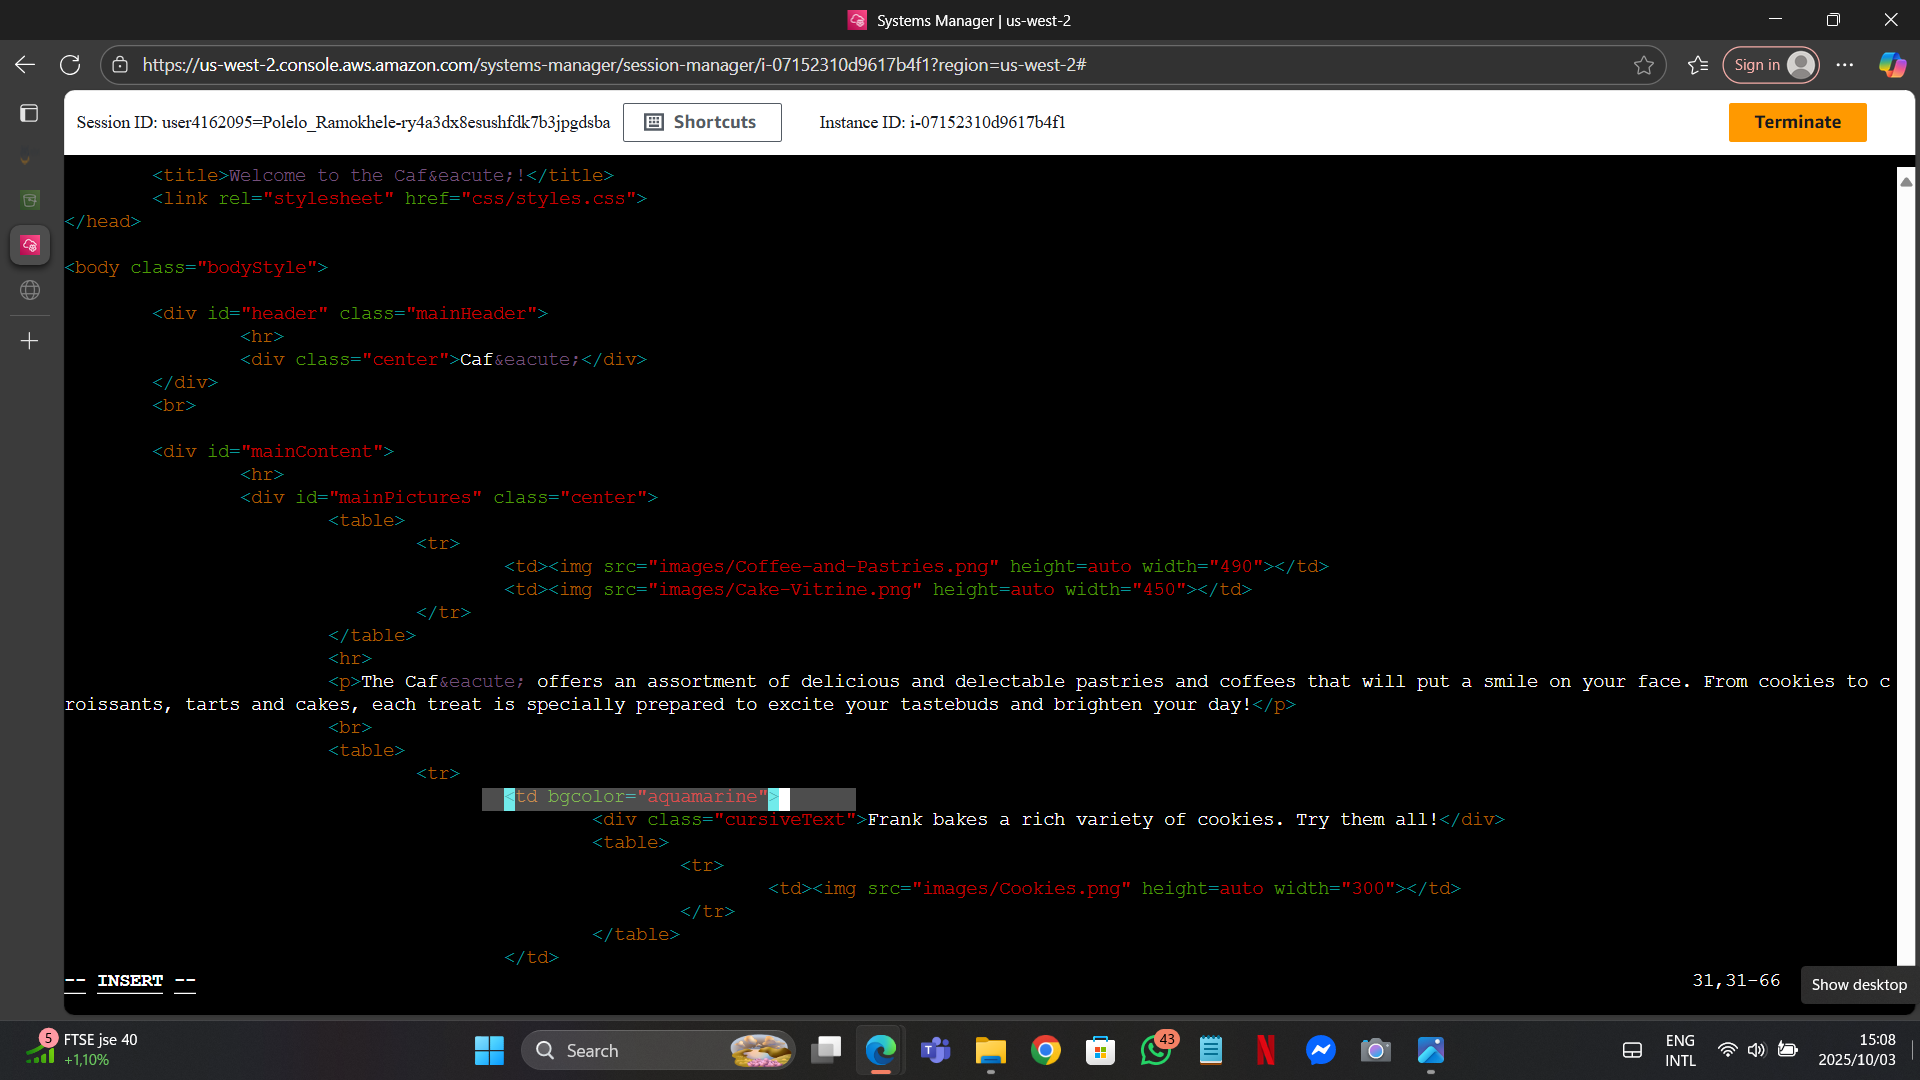 Systems Manager | us-west-2
https://us-west-2.console.aws.amazon.com/systems-manager/session-manager/i-07152310d9617b4f1?region=us-west-2#
Sign in
Session ID: user4162095=Polelo_Ramokhele-ry4a3dx8esushfdk7b3jpgdsba
Shortcuts
Instance ID: i-07152310d9617b4f1
Terminate
<title>Welcome to the Caf&eacute;!</title>
<link rel="stylesheet" href="css/styles.css">
</head>
<body class="bodyStyle">
<div id="header" class="mainHeader">
<hr>
<div class="center">Caf&eacute;</div>
</div>
<br>
<div id="mainContent">
<hr>
<div id="mainPictures" class="center">
<table>
<tr>
<td><img src="images/Coffee-and-Pastries.png" height=auto width="490"></td>
<td><img src="images/Cake-Vitrine.png" height=auto width="450"></td>
</tr>
</table>
<hr>
<p>The Caf&eacute; offers an assortment of delicious and delectable pastries and coffees that will put a smile on your face. From cookies to c
roissants, tarts and cakes, each treat is specially prepared to excite your tastebuds and brighten your day!</p>
<br>
<table>
<tr>
<td bgcolor="aquamarine">
<div class="cursiveText">Frank bakes a rich variety of cookies. Try them all!</div>
<table>
<tr>
<td><img src="images/Cookies.png" height=auto width="300"></td>
</tr>
</table>
</td>
-- INSERT --
31,31-66
Show desktop
5
FTSE jse 40
+1,10%
Search
43
ENG
INTL
15:08
2025/10/03